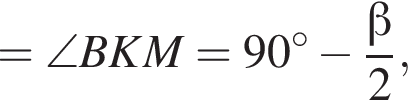 = ∠BKM = 90° − β/2,